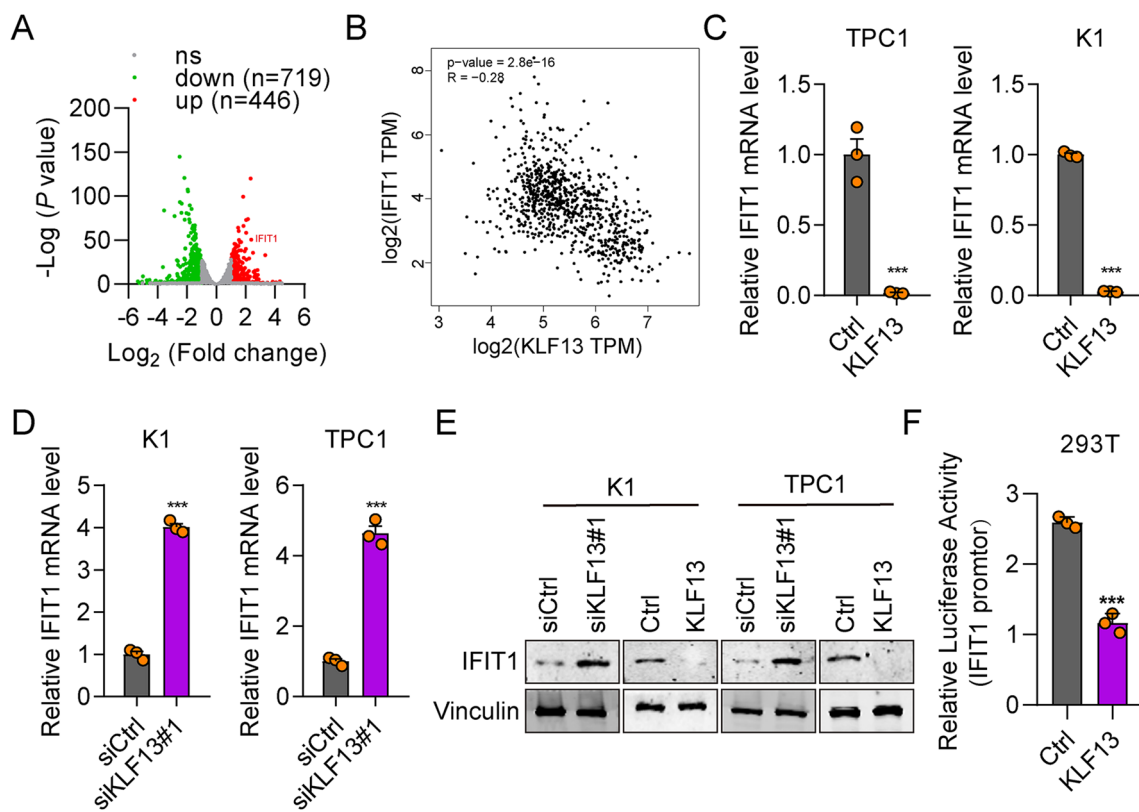 A
ns
down (n=719)
up (n=446)
200
150
100
50
0
-Log (P value)
IFIT1
-6 -4 -2 0 2 4 6
Log2 (Fold change)
B
p-value = 2.8e-16
R = -0.28
8
6
4
2
log2(IFIT1 TPM)
3 4 5 6 7
log2(KLF13 TPM)
C
TPC1
Relative IFIT1 mRNA level
1.5
1.0
0.5
0.0
***
Ctrl
KLF13
K1
Relative IFIT1 mRNA level
1.5
1.0
0.5
0.0
***
Ctrl
KLF13
D
K1
Relative IFIT1 mRNA level
5
4
3
2
1
0
***
siCtrl
siKLF13#1
TPC1
Relative IFIT1 mRNA level
6
4
2
0
***
siCtrl
siKLF13#1
E
K1 TPC1
siCtrl siKLF13#1 Ctrl KLF13 siCtrl siKLF13#1 Ctrl KLF13
IFIT1
Vinculin
F
293T
Relative Luciferase Activity
(IFIT1 promtor)
3
2
1
0
***
Ctrl
KLF13